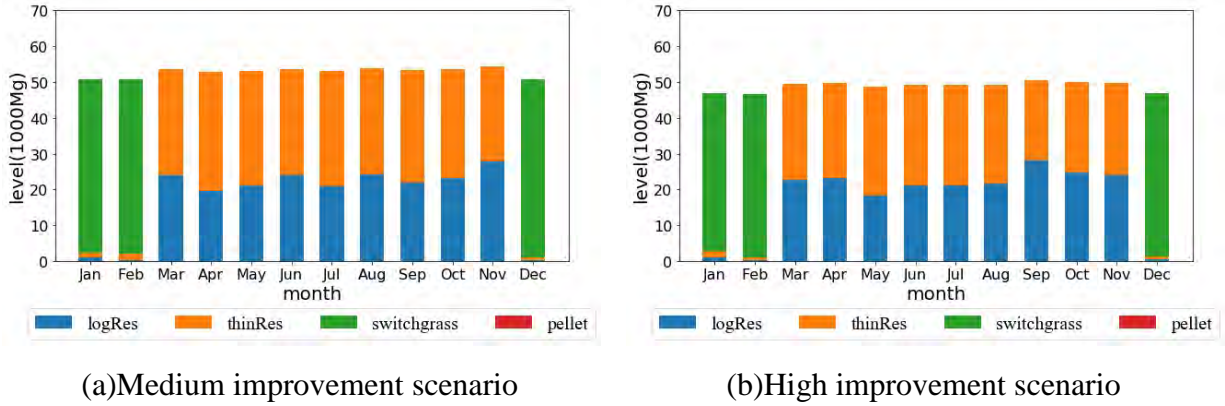 70
60
50
40
30
20
10
0
level(1000Mg)
Jan Feb Mar Apr May Jun Jul Aug Sep Oct Nov Dec
month
logRes thinRes switchgrass pellet
(a)Medium improvement scenario
70
60
50
40
30
20
10
0
level(1000Mg)
Jan Feb Mar Apr May Jun Jul Aug Sep Oct Nov Dec
month
logRes thinRes switchgrass pellet
(b)High improvement scenario